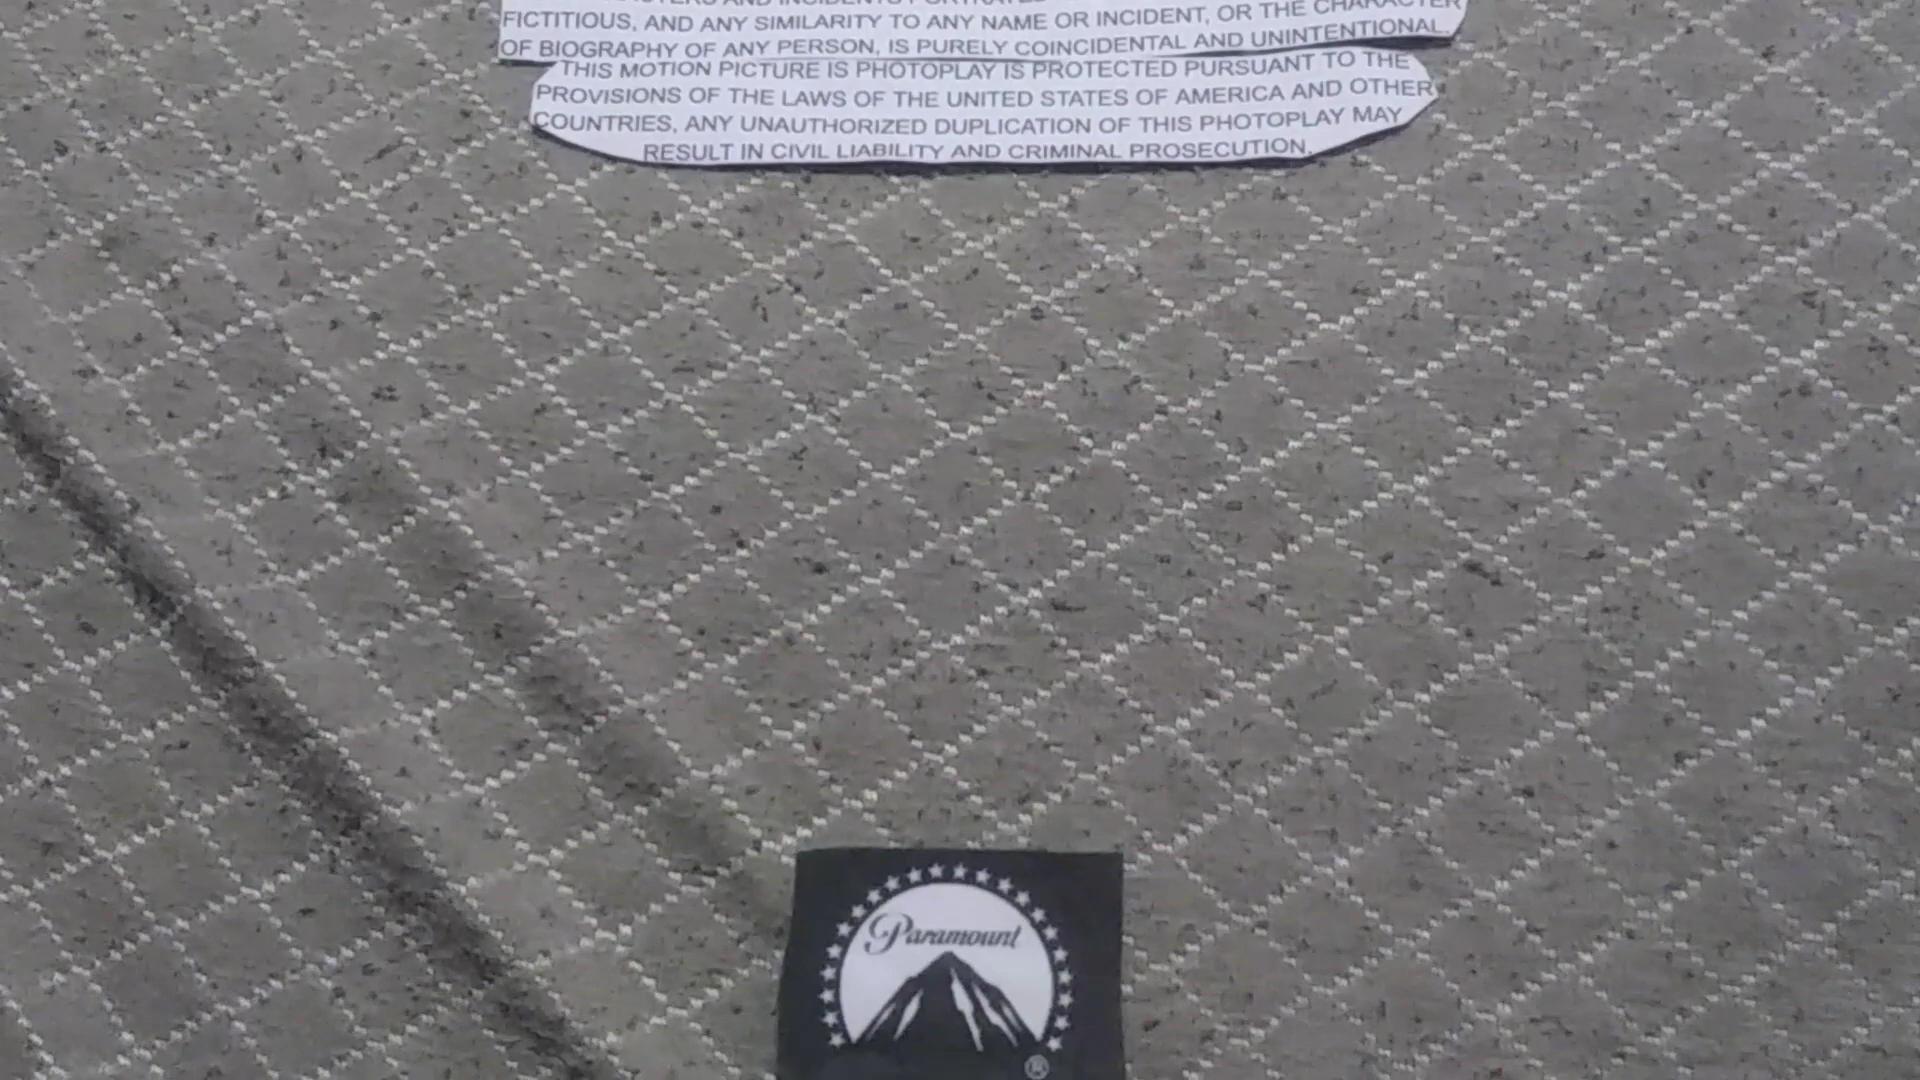 FICTITIOUS, AND ANY SIMILARITY TO ANY NAME OR INCIDENT, OR THE CHARACTER
OF BIOGRAPHY OF ANY PERSON, IS PURELY COINCIDENTAL AND UNINTENTIONAL.
THIS MOTION PICTURE IS PHOTOPLAY IS PROTECTED PURSUANT TO THE
PROVISIONS OF THE LAWS OF THE UNITED STATES OF AMERICA AND OTHER
COUNTRIES, ANY UNAUTHORIZED DUPLICATION OF THIS PHOTOPLAY MAY
RESULT IN CIVIL LIABILITY AND CRIMINAL PROSECUTION.
Paramount
®